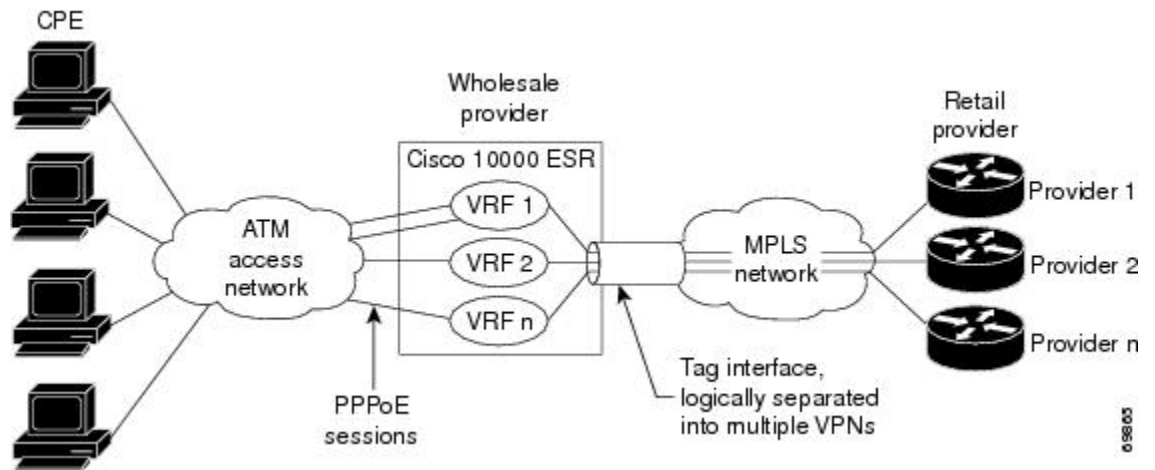 CPE
Wholesale
provider
Retail
provider
Cisco 10000 ESR
VRF 1
VRF 2
VRF n
ATM
access
network
MPLS
network
Provider 1
Provider 2
Provider n
PPPoE
sessions
Tag interface,
logically separated
into multiple VPNs
69865